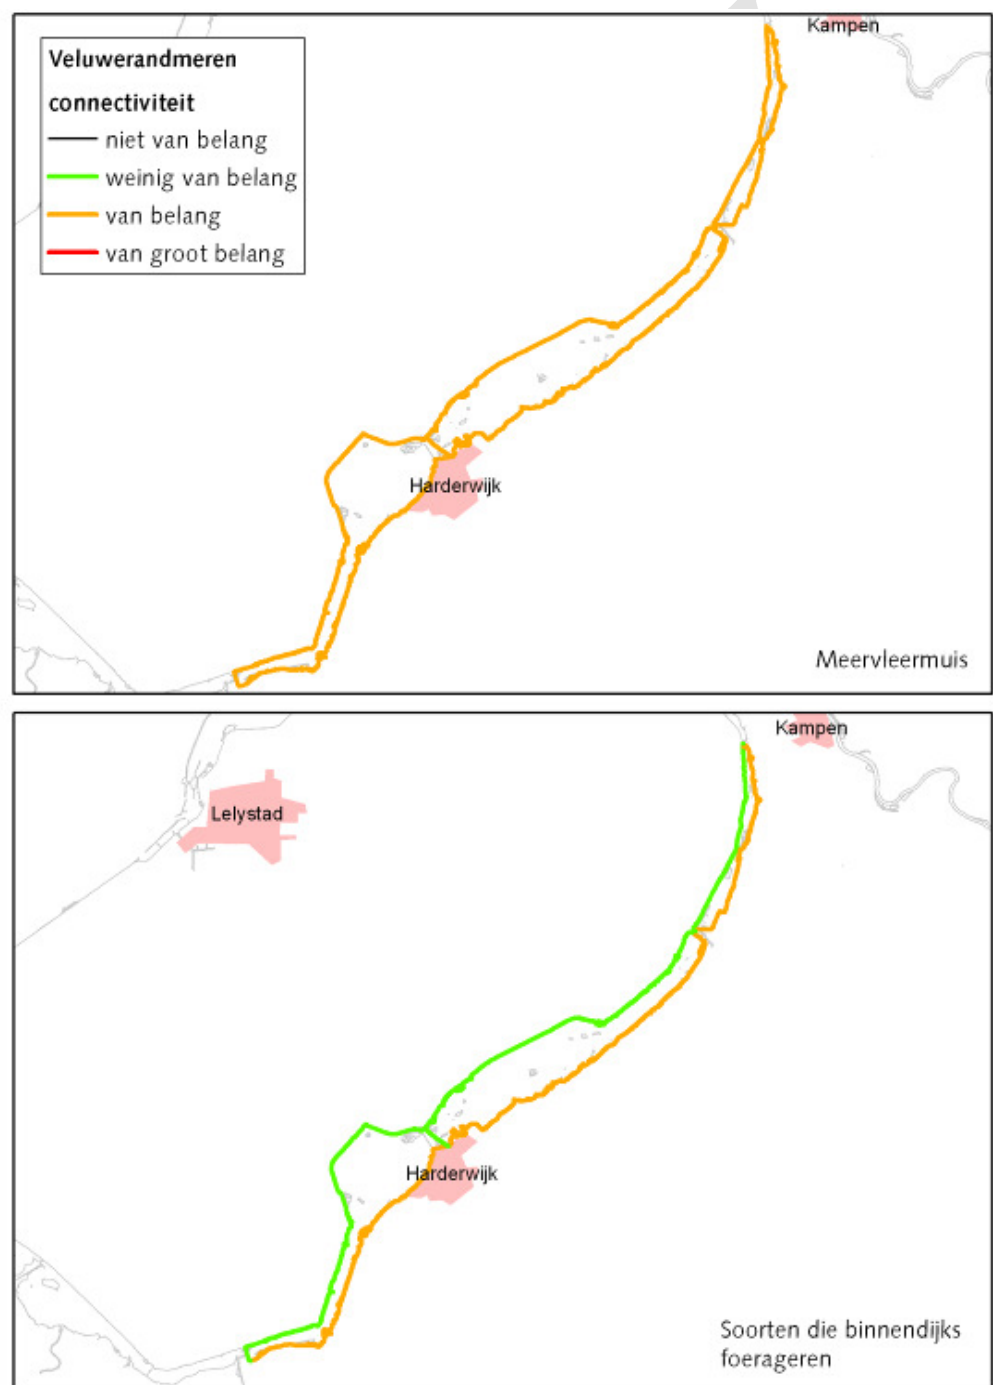 Kampen
Veluwerandmeren
connectiviteit
niet van belang
weinig van belang
van belang
van groot belang
Harderwijk
Meervleermuis
Kampen
Lelystad
Harderwijk
Soorten die binnendijks
foerageren